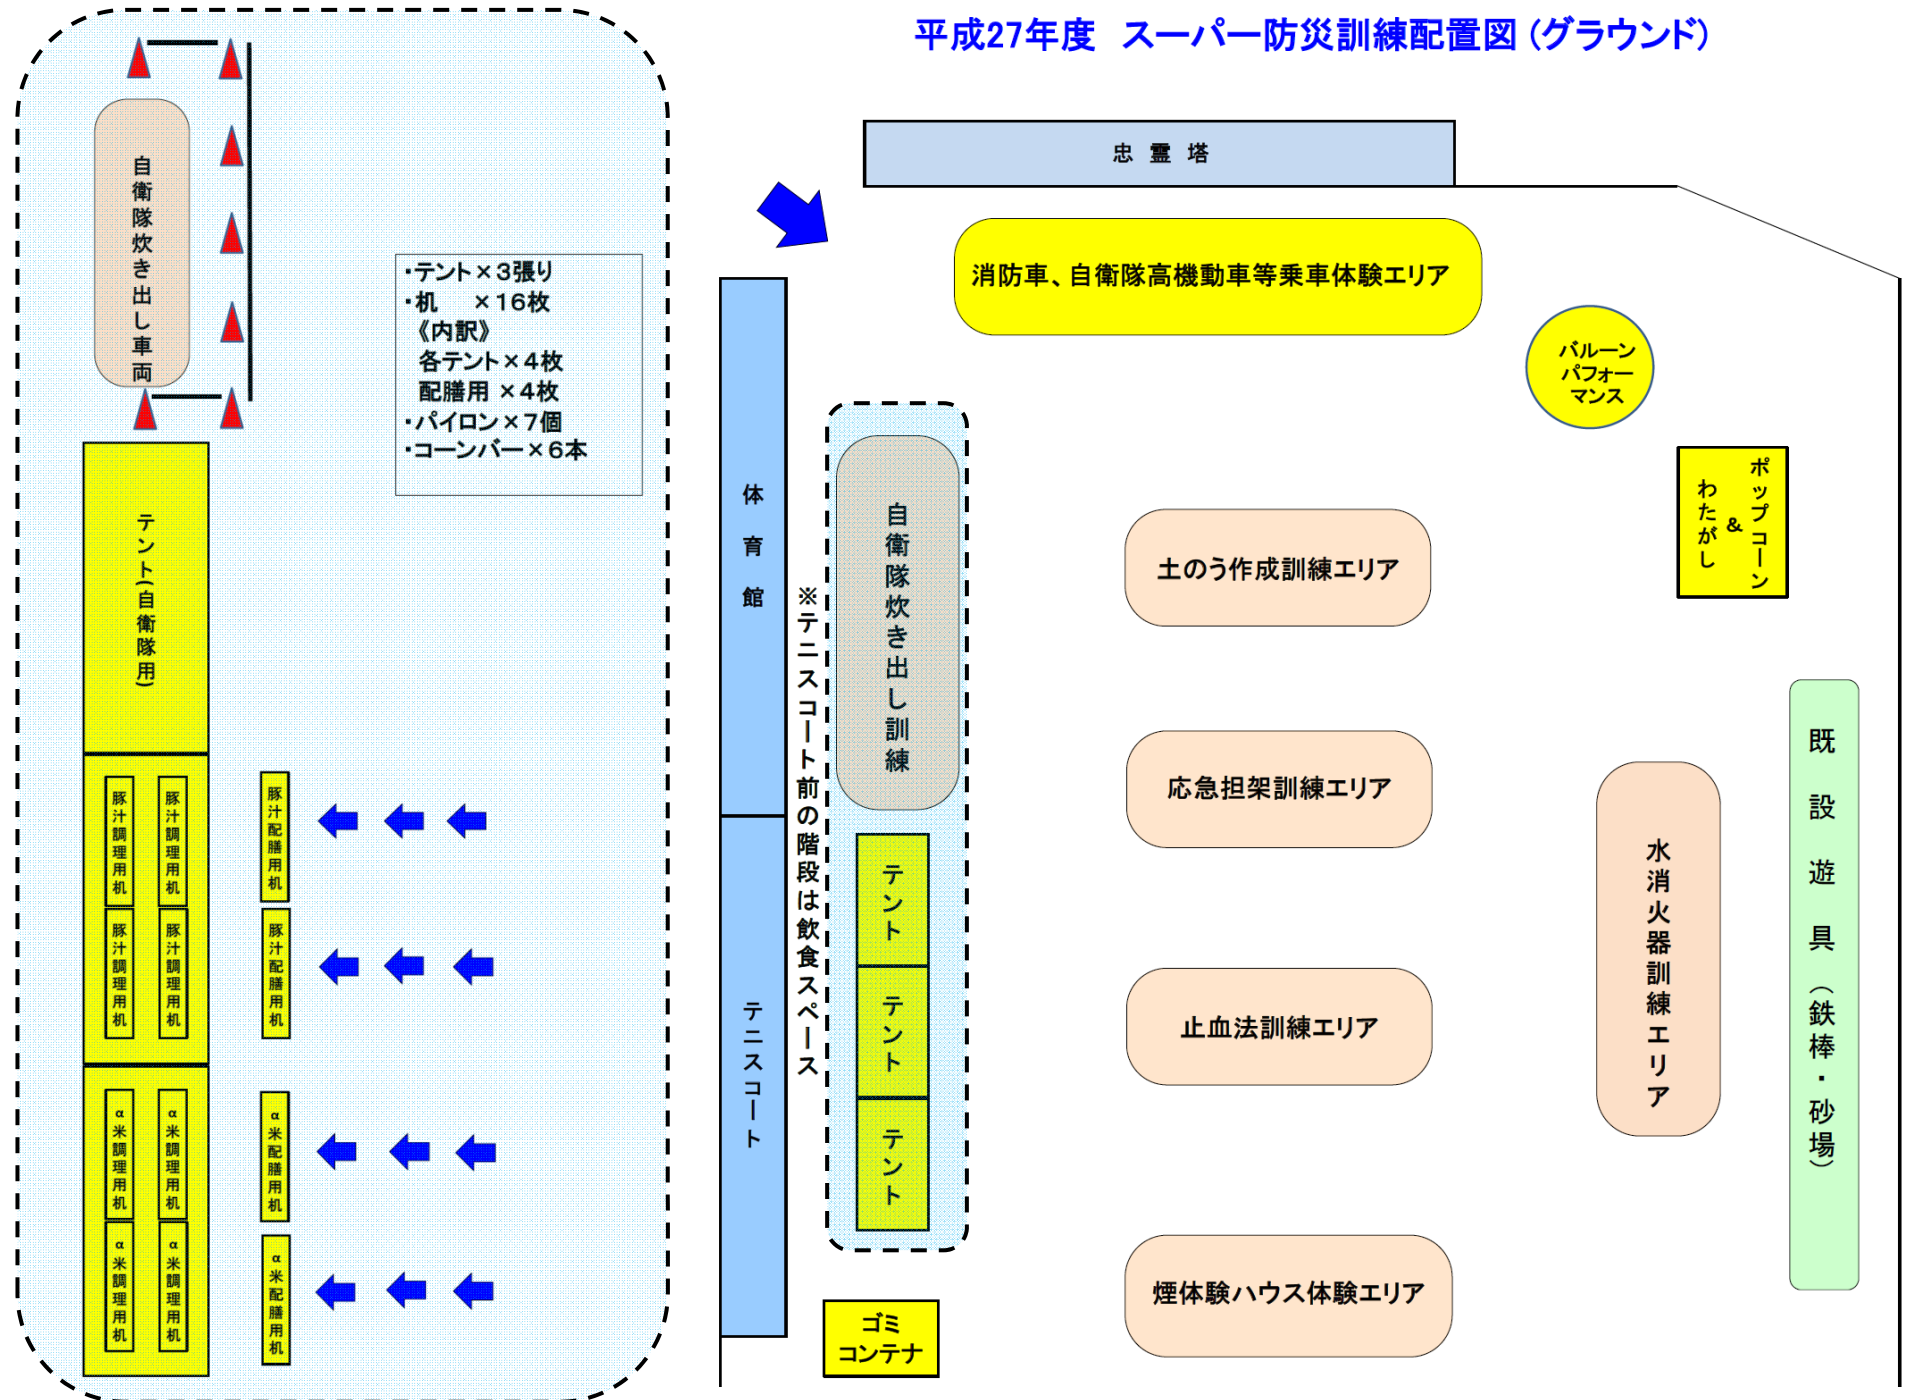 平成27年度　スーパー防災訓練配置図（グラウンド）
自衛隊炊き出し車両
・テント×3張り
・机　　×16枚
《内訳》
各テント×4枚
配膳用 ×4枚
・パイロン×7個
・コーンバー×6本
テント(自衛隊用)
豚汁調理用机
豚汁調理用机
豚汁配膳用机
豚汁調理用机
豚汁調理用机
豚汁配膳用机
α米調理用机
α米調理用机
α米配膳用机
α米調理用机
α米調理用机
α米配膳用机
忠霊塔
消防車、自衛隊高機動車等乗車体験エリア
バルーン
パフォー
マンス
ポップコーン
&
わたがし
体育館
テニスコート
※テニスコート前の階段は飲食スペース
自衛隊炊き出し訓練
テント
テント
テント
ゴミ
コンテナ
土のう作成訓練エリア
応急担架訓練エリア
止血法訓練エリア
煙体験ハウス体験エリア
水消火器訓練エリア
既設遊具（鉄棒・砂場）